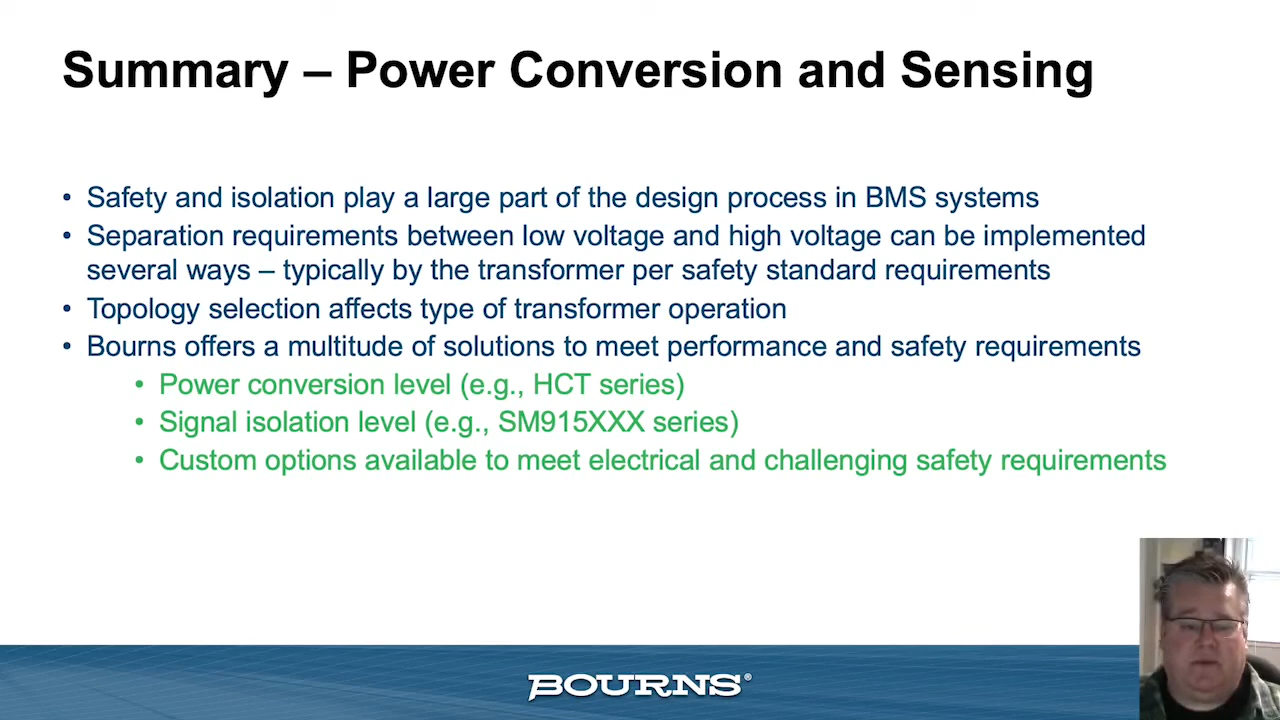 Summary – Power Conversion and Sensing
• Safety and isolation play a large part of the design process in BMS systems
• Separation requirements between low voltage and high voltage can be implemented
several ways – typically by the transformer per safety standard requirements
• Topology selection affects type of transformer operation
• Bourns offers a multitude of solutions to meet performance and safety requirements
• Power conversion level (e.g., HCT series)
• Signal isolation level (e.g., SM915XXX series)
• Custom options available to meet electrical and challenging safety requirements
BOURNS®